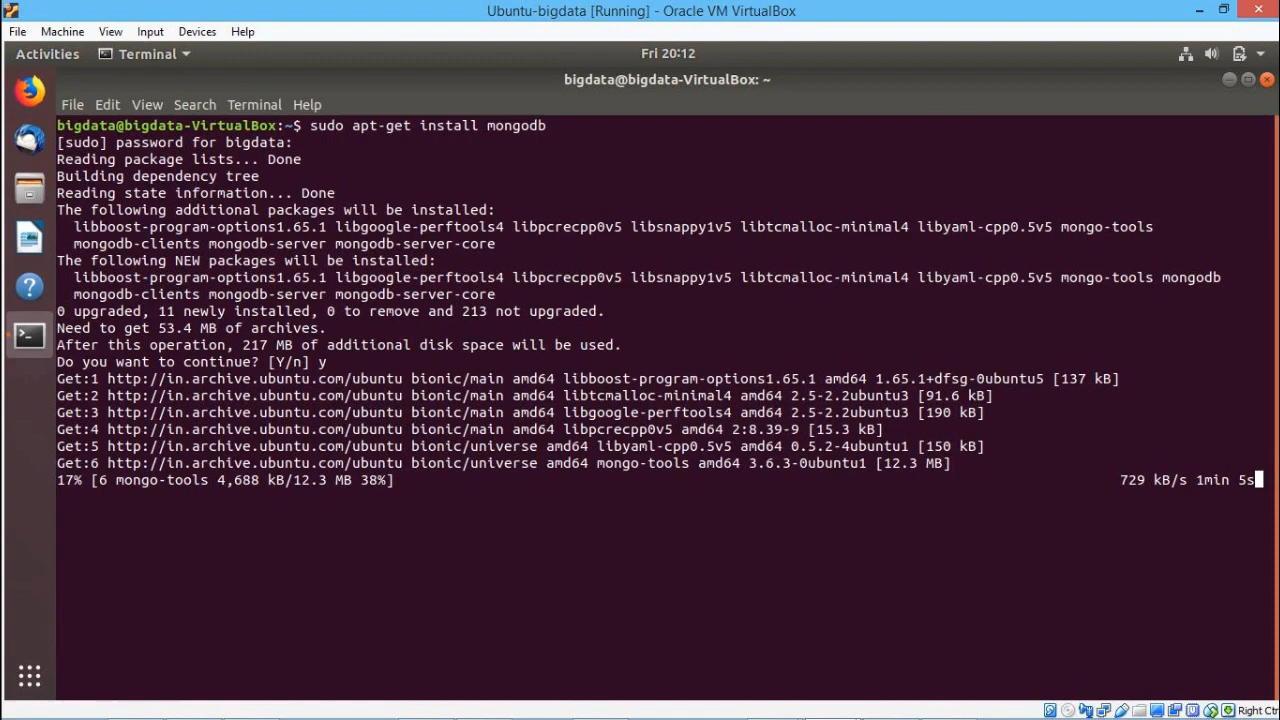 Ubuntu-bigdata [Running] - Oracle VM VirtualBox
File Machine View Input Devices Help
Activities Terminal Fri 20:12
bigdata@bigdata-VirtualBox: ~
File Edit View Search Terminal Help
bigdata@bigdata-VirtualBox:~$ sudo apt-get install mongodb
[sudo] password for bigdata:
Reading package lists... Done
Building dependency tree
Reading state information... Done
The following additional packages will be installed:
libboost-program-options1.65.1 libgoogle-perftools4 libpcrecpp0v5 libsnappy1v5 libtcmalloc-minimal4 libyaml-cpp0.5v5 mongo-tools
mongodb-clients mongodb-server mongodb-server-core
The following NEW packages will be installed:
libboost-program-options1.65.1 libgoogle-perftools4 libpcrecpp0v5 libsnappy1v5 libtcmalloc-minimal4 libyaml-cpp0.5v5 mongo-tools mongodb
mongodb-clients mongodb-server mongodb-server-core
0 upgraded, 11 newly installed, 0 to remove and 213 not upgraded.
Need to get 53.4 MB of archives.
After this operation, 217 MB of additional disk space will be used.
Do you want to continue? [Y/n] y
Get:1 http://in.archive.ubuntu.com/ubuntu bionic/main amd64 libboost-program-options1.65.1 amd64 1.65.1+dfsg-0ubuntu5 [137 kB]
Get:2 http://in.archive.ubuntu.com/ubuntu bionic/main amd64 libtcmalloc-minimal4 amd64 2.5-2.2ubuntu3 [91.6 kB]
Get:3 http://in.archive.ubuntu.com/ubuntu bionic/main amd64 libgoogle-perftools4 amd64 2.5-2.2ubuntu3 [190 kB]
Get:4 http://in.archive.ubuntu.com/ubuntu bionic/main amd64 libpcrecpp0v5 amd64 2:8.39-9 [15.3 kB]
Get:5 http://in.archive.ubuntu.com/ubuntu bionic/universe amd64 libyaml-cpp0.5v5 amd64 0.5.2-4ubuntu1 [150 kB]
Get:6 http://in.archive.ubuntu.com/ubuntu bionic/universe amd64 mongo-tools amd64 3.6.3-0ubuntu1 [12.3 MB]
17% [6 mongo-tools 4,688 kB/12.3 MB 38%] 729 kB/s 1min 5s
Right Ctr